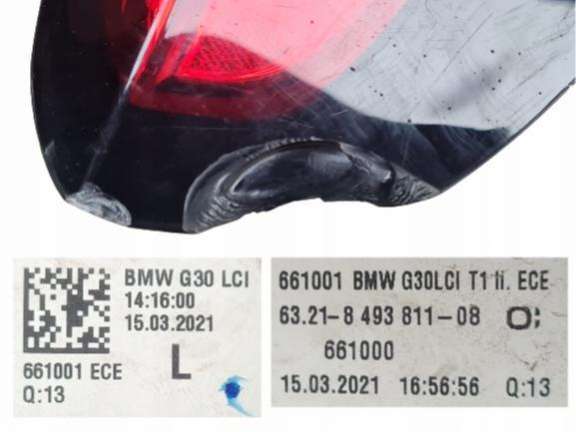 BMW G30 LCI
14:16:00
15.03.2021
661001 ECE
L
Q:13
661001 BMW G30LCI T1 li. ECE
63.21-8 493 811-08
661000
15.03.2021 16:56:56 Q:13